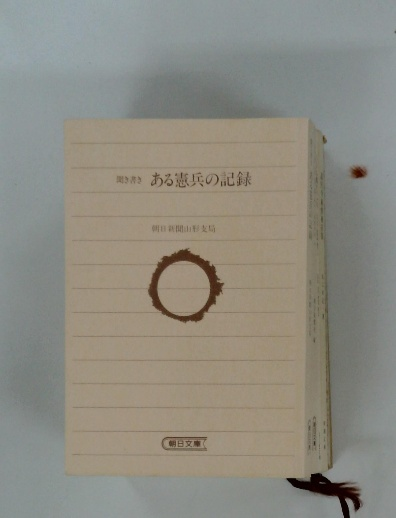 聞き書き ある憲兵の記録
朝日新聞山形支局
朝日文庫